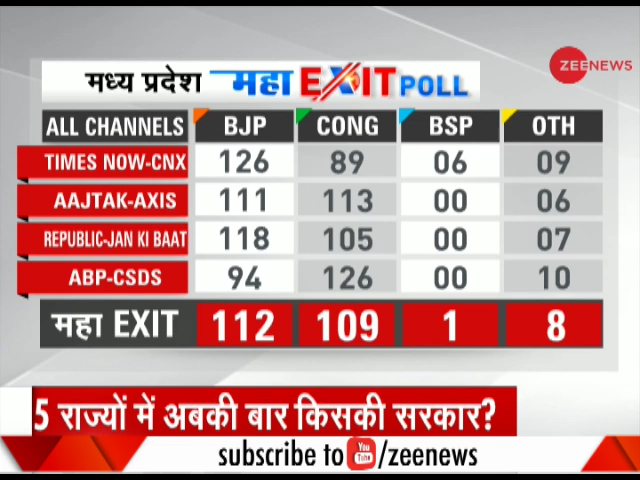 ZEENEWS
मध्य प्रदेश महा EXIT POLL
ALL CHANNELS BJP CONG BSP OTH
TIMES NOW-CNX 126 89 06 09
AAJTAK-AXIS 111 113 00 06
REPUBLIC-JAN KI BAAT 118 105 00 07
ABP-CSDS 94 126 00 10
महा EXIT 112 109 1 8
5 राज्यों में अबकी बार किसकी सरकार?
subscribe to You Tube /zeenews